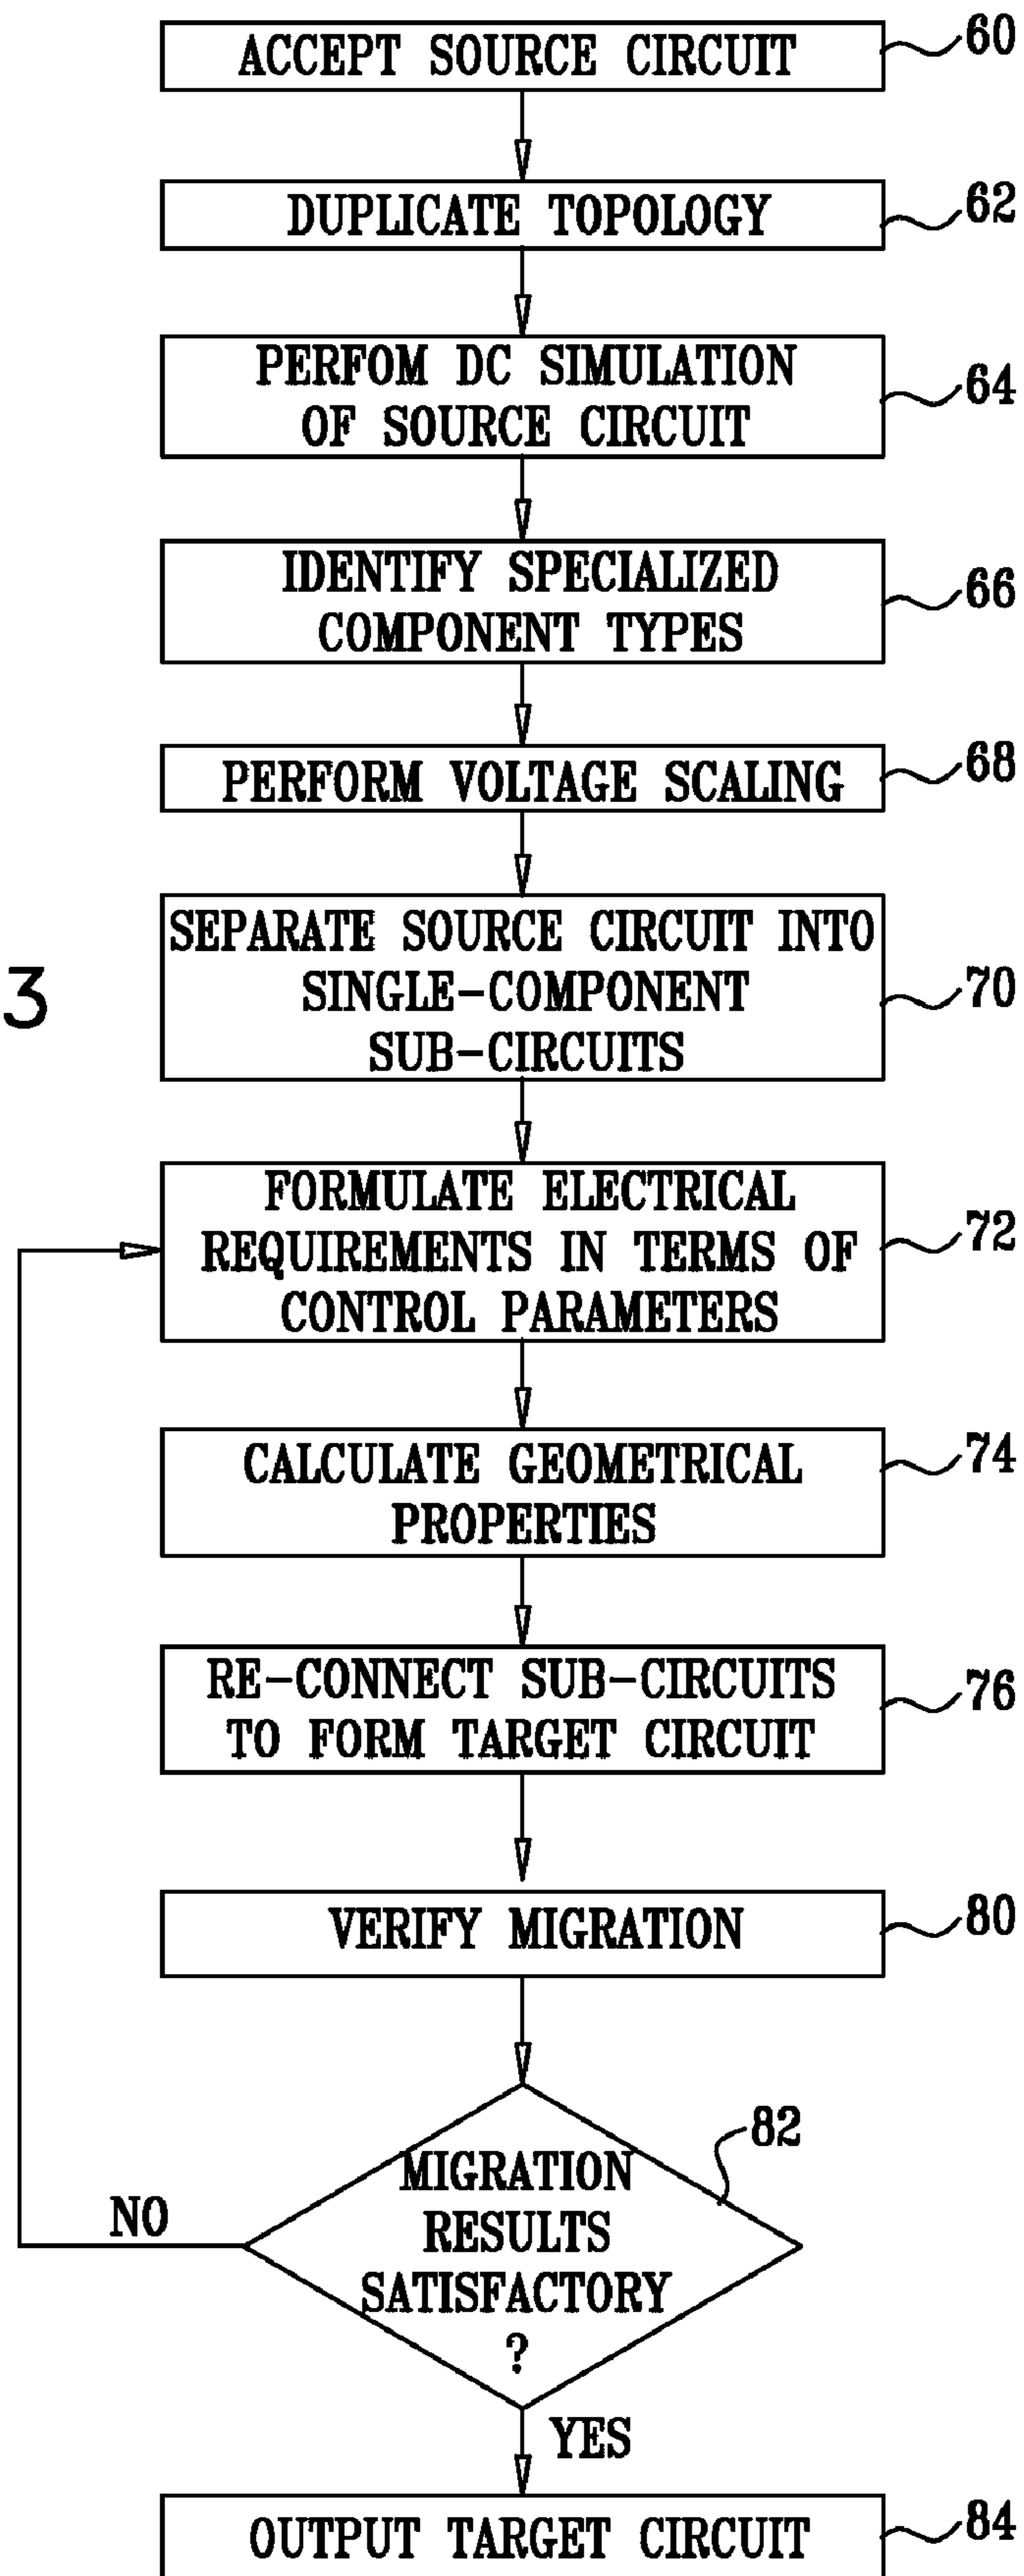 ACCEPT SOURCE CIRCUIT
60
DUPLICATE TOPOLOGY
62
PERFOM DC SIMULATION
OF SOURCE CIRCUIT
64
IDENTIFY SPECIALIZED
COMPONENT TYPES
66
PERFORM VOLTAGE SCALING
68
SEPARATE SOURCE CIRCUIT INTO
SINGLE-COMPONENT
SUB-CIRCUITS
70
3
FORMULATE ELECTRICAL
REQUIREMENTS IN TERMS OF
CONTROL PARAMETERS
72
CALCULATE GEOMETRICAL
PROPERTIES
74
RE-CONNECT SUB-CIRCUITS
TO FORM TARGET CIRCUIT
76
VERIFY MIGRATION
80
MIGRATION
RESULTS
SATISFACTORY
?
82
NO
YES
OUTPUT TARGET CIRCUIT
84